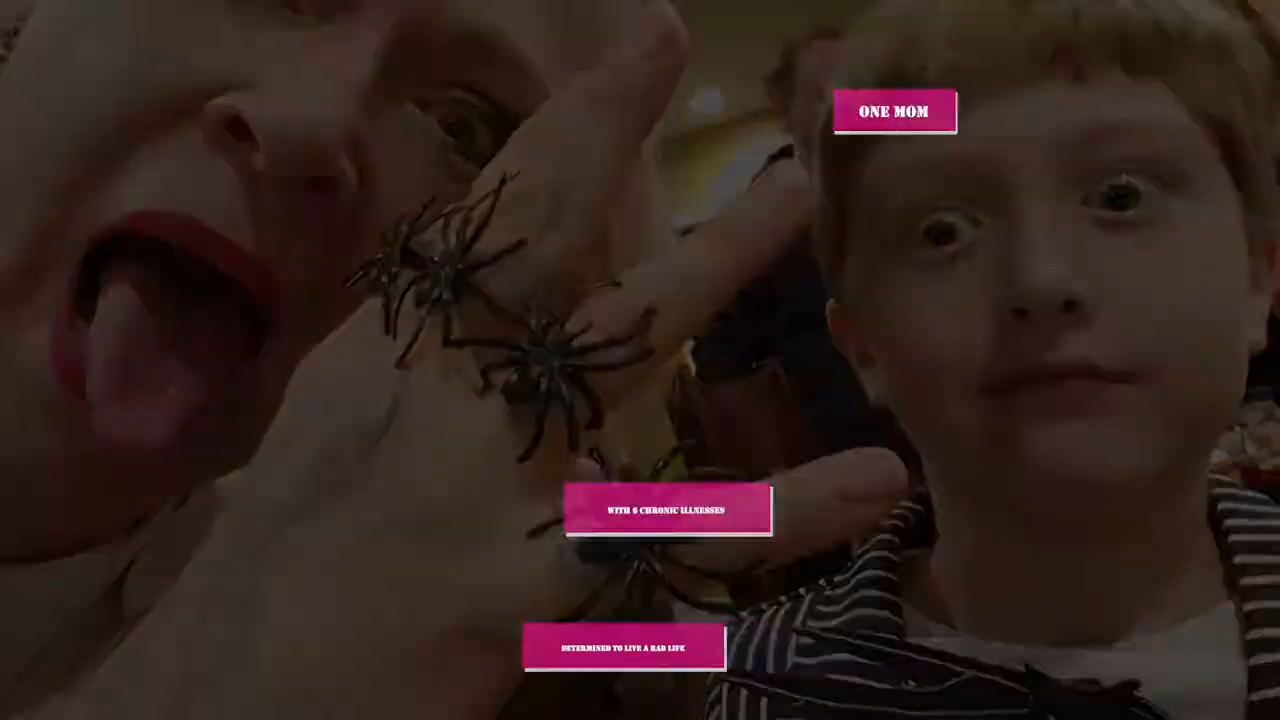 ONE MOM
WITH 6 CHRONIC ILLNESSES
DETERMINED TO LIVE A RAD LIFE